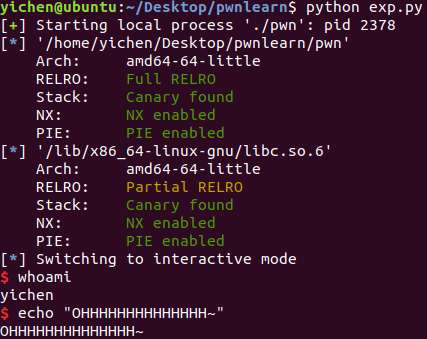 yichen@ubuntu:~/Desktop/pwnlearn$ python exp.py
[+] Starting local process './pwn': pid 2378
[*] '/home/yichen/Desktop/pwnlearn/pwn'
    Arch:     amd64-64-little
    RELRO:    Full RELRO
    Stack:    Canary found
    NX:       NX enabled
    PIE:      PIE enabled
[*] '/lib/x86_64-linux-gnu/libc.so.6'
    Arch:     amd64-64-little
    RELRO:    Partial RELRO
    Stack:    Canary found
    NX:       NX enabled
    PIE:      PIE enabled
[*] Switching to interactive mode
$ whoami
yichen
$ echo "OHHHHHHHHHHHHHH~"
OHHHHHHHHHHHHHH~